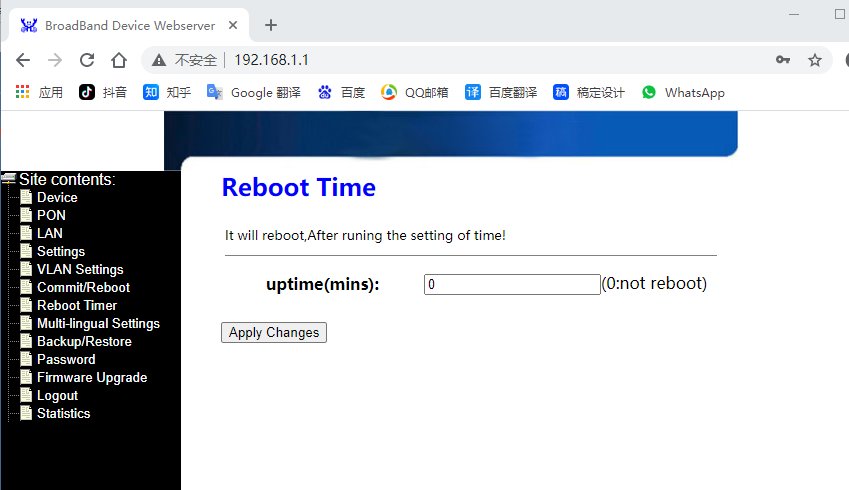 BroadBand Device Webserver
不安全 192.168.1.1
应用 抖音 知 知乎 Google 翻译 百度 QQ邮箱 译 百度翻译 稿 稿定设计 WhatsApp
Site contents:
Device
PON
LAN
Settings
VLAN Settings
Commit/Reboot
Reboot Timer
Multi-lingual Settings
Backup/Restore
Password
Firmware Upgrade
Logout
Statistics
Reboot Time
It will reboot,After runing the setting of time!
uptime(mins): 0 (0:not reboot)
Apply Changes